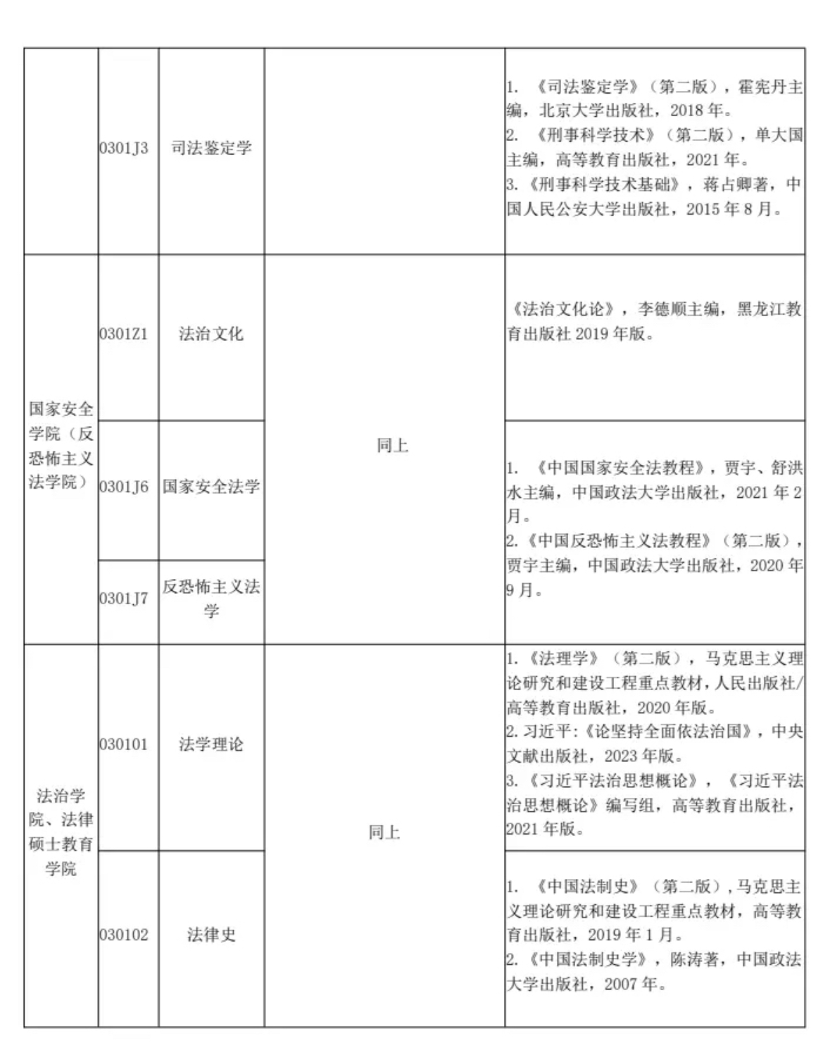 0301J3
司法鉴定学
1. 《司法鉴定学》（第二版），霍宪丹主
编，北京大学出版社，2018 年。
2. 《刑事科学技术》（第二版），单大国
主编，高等教育出版社，2021 年。
3.《刑事科学技术基础》，蒋占卿著，中
国人民公安大学出版社，2015 年 8 月。
国家安全
学院（反
恐怖主义
法学院）
0301Z1
法治文化
同上
《法治文化论》，李德顺主编，黑龙江教
育出版社 2019 年版。
0301J6
国家安全法学
1. 《中国国家安全法教程》，贾宇、舒洪
水主编，中国政法大学出版社，2021 年 2
月。
2.《中国反恐怖主义法教程》（第二版），
贾宇主编，中国政法大学出版社，2020 年
9 月。
0301J7
反恐怖主义法
学
法治学
院、法律
硕士教育
学院
030101
法学理论
同上
1.《法理学》（第二版），马克思主义理
论研究和建设工程重点教材，人民出版社/
高等教育出版社，2020 年版。
2.习近平：《论坚持全面依法治国》，中央
文献出版社，2023 年版。
3.《习近平法治思想概论》，《习近平法
治思想概论》编写组，高等教育出版社，
2021 年版。
030102
法律史
1. 《中国法制史》（第二版）,马克思主
义理论研究和建设工程重点教材，高等教
育出版社，2019 年 1 月。
2.《中国法制史学》，陈涛著，中国政法
大学出版社，2007 年。